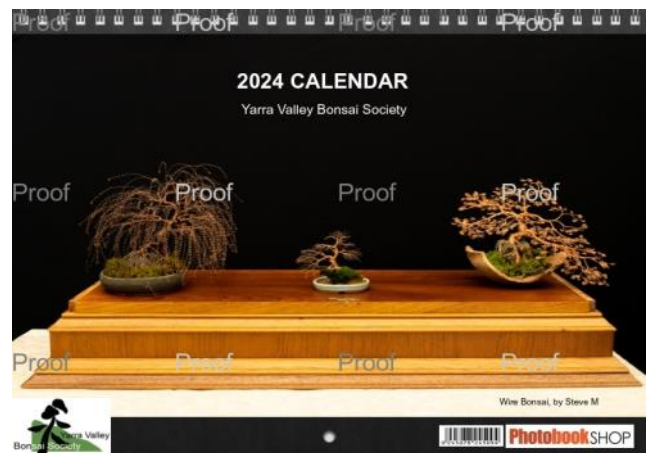 Proof Proof Proof Proof
2024 CALENDAR
Yarra Valley Bonsai Society
Proof Proof Proof Proof
Proof Proof Proof Proof
Wire Bonsai, by Steve M
Yarra Valley
Bonsai Society
PhotobookSHOP